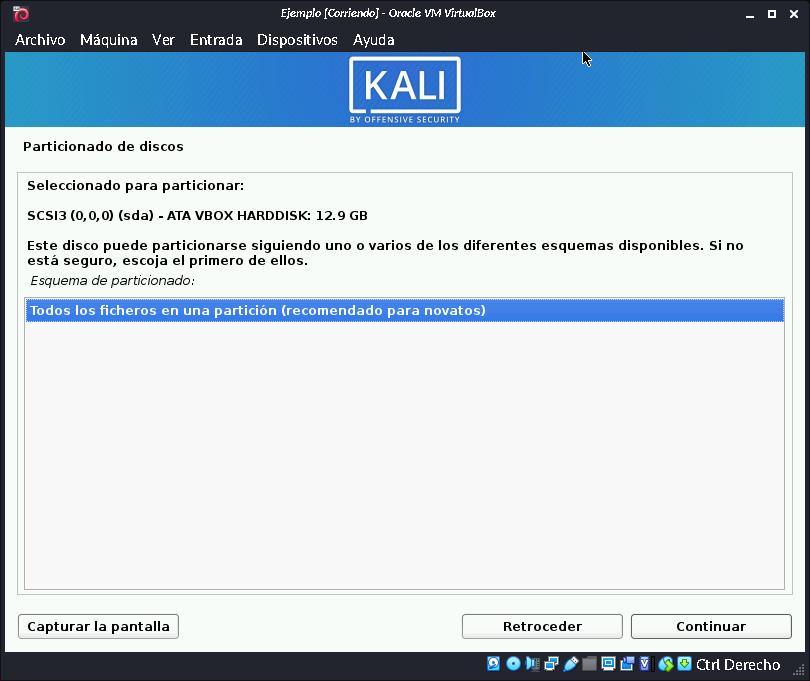 Ejemplo [Corriendo] - Oracle VM VirtualBox
Archivo Máquina Ver Entrada Dispositivos Ayuda
KALI
BY OFFENSIVE SECURITY
Particionado de discos
Seleccionado para particionar:
SCSI3 (0,0,0) (sda) - ATA VBOX HARDDISK: 12.9 GB
Este disco puede particionarse siguiendo uno o varios de los diferentes esquemas disponibles. Si no
está seguro, escoja el primero de ellos.
Esquema de particionado:
Todos los ficheros en una partición (recomendado para novatos)
Capturar la pantalla Retroceder Continuar
Ctrl Derecho